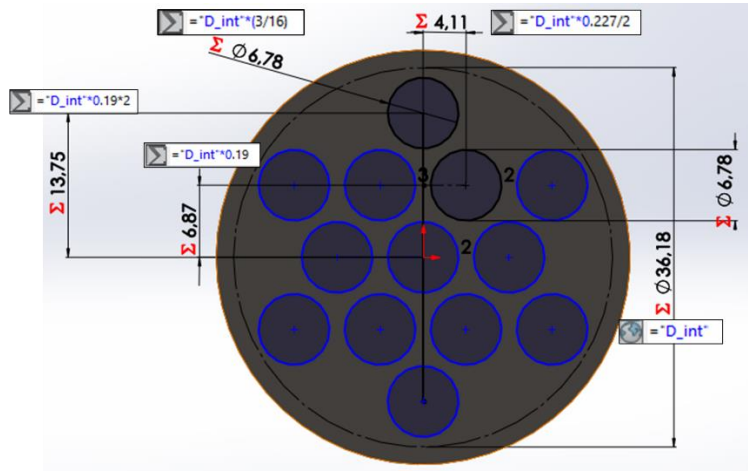 ="D_int"*(3/16)
Σ 4,11
="D_int"*0.227/2
Σ ∅6,78
="D_int"*0.19*2
="D_int"*0.19
Σ 13,75
Σ 6,87
3
2
2
Σ ∅6,78
Σ ∅36,18
="D_int"